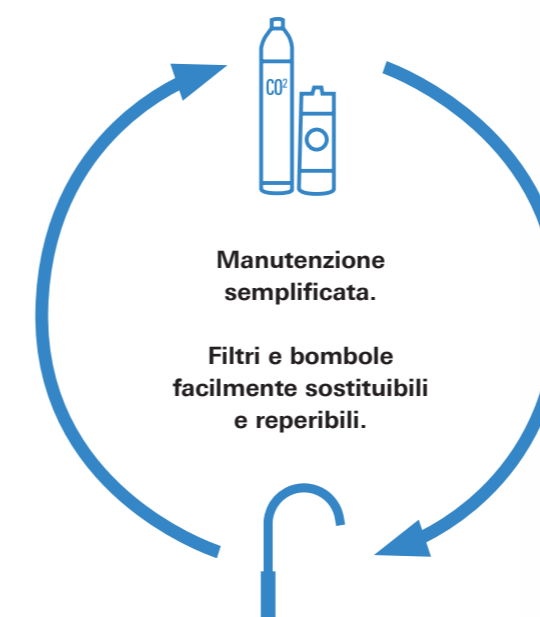 CO²
Manutenzione
semplificata.
Filtri e bombole
facilmente sostituibili
e reperibili.